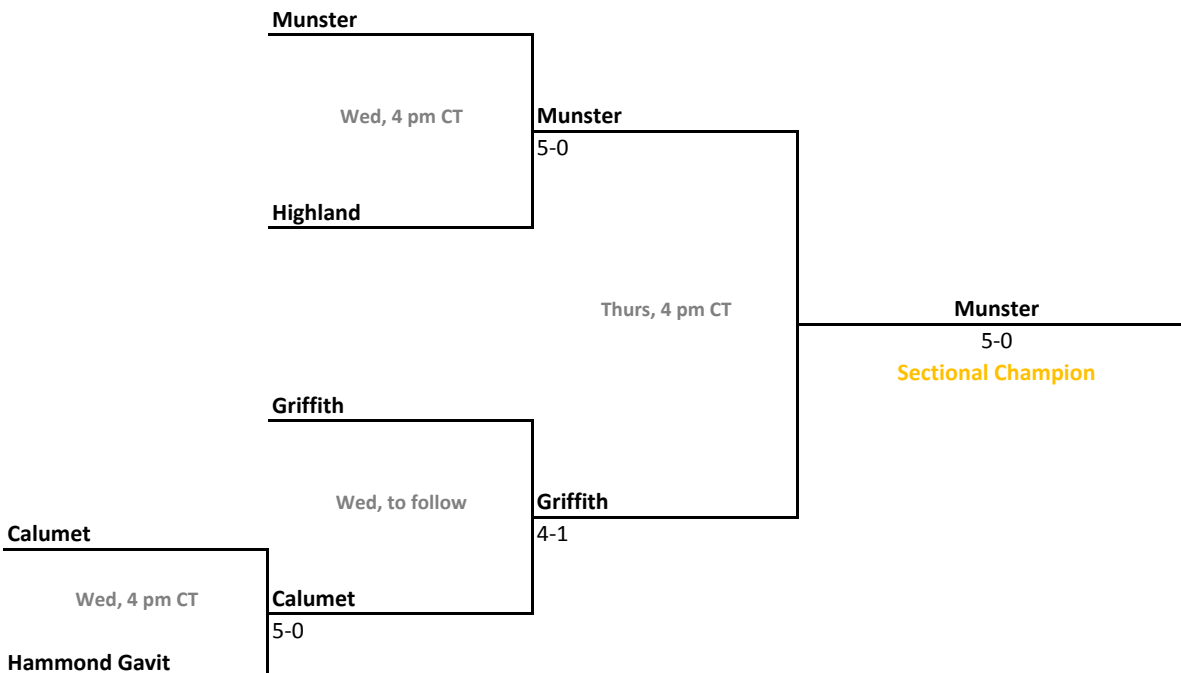 Munster
Wed, 4 pm CT
Munster
5-0
Highland
Thurs, 4 pm CT
Munster
5-0
Sectional Champion
Griffith
Wed, to follow
Griffith
4-1
Calumet
Wed, 4 pm CT
Calumet
5-0
Hammond Gavit